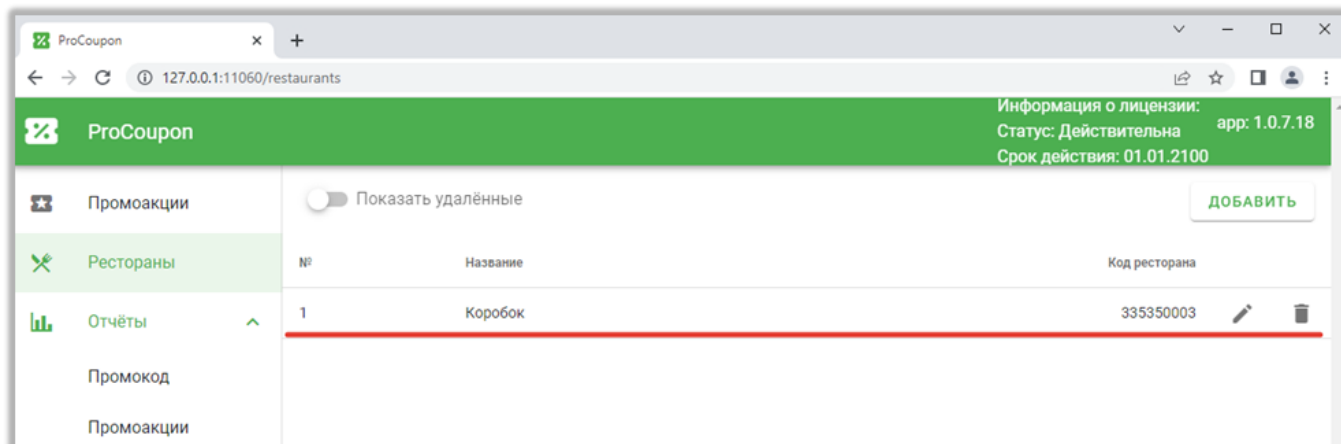 ProCoupon
127.0.0.1:11060/restaurants
ProCoupon
Информация о лицензии:
Статус: Действительна
Срок действия: 01.01.2100
app: 1.0.7.18
Промоакции
Показать удалённые
ДОБАВИТЬ
Рестораны
№ Название Код ресторана
Отчёты
1 Коробок 335350003
Промокод
Промоакции